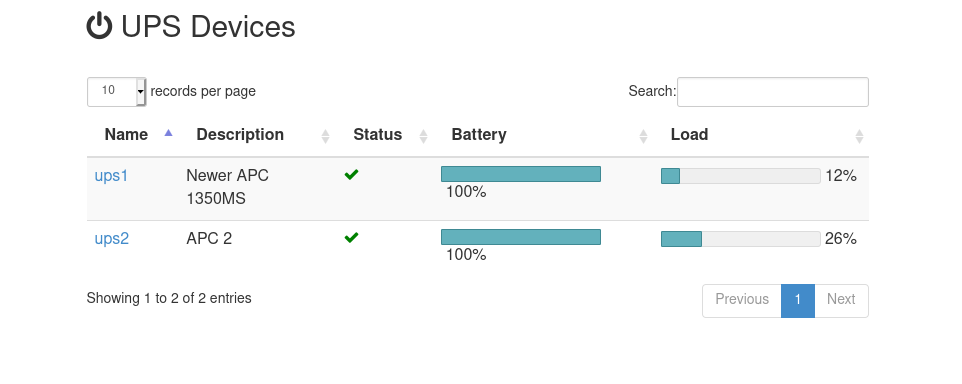 UPS Devices
10 records per page Search:
Name Description Status Battery Load
ups1 Newer APC 1350MS 100% 12%
ups2 APC 2 100% 26%
Showing 1 to 2 of 2 entries Previous 1 Next